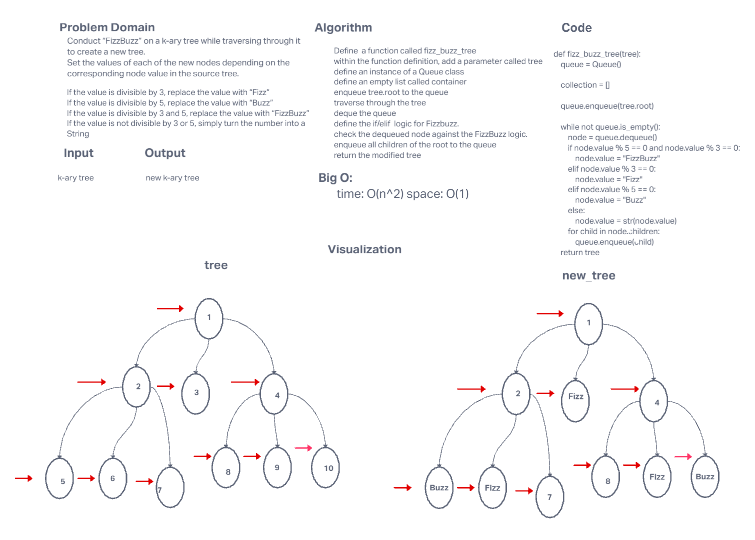 Problem Domain
Conduct "FizzBuzz" on a k-ary tree while traversing through it
to create a new tree.
Set the values of each of the new nodes depending on the
corresponding node value in the source tree.
If the value is divisible by 3, replace the value with "Fizz"
If the value is divisible by 5, replace the value with "Buzz"
If the value is divisible by 3 and 5, replace the value with "FizzBuzz"
If the value is not divisible by 3 or 5, simply turn the number into a
String
Input
Output
k-ary tree
new k-ary tree
Algorithm
Define a function called fizz_buzz_tree
within the function definition, add a parameter called tree
define an instance of a Queue class
define an empty list called container
enqueue tree.root to the queue
traverse through the tree
deque the queue
define the if/elif logic for Fizzbuzz.
check the dequeued node against the FizzBuzz logic.
enqueue all children of the root to the queue
return the modified tree
Big O:
time: O(n^2) space: O(1)
Code
def fizz_buzz_tree(tree):
queue = Queue()
collection = []
queue.enqueue(tree.root)
while not queue.is_empty():
node = queue.dequeue()
if node.value % 5 == 0 and node.value % 3 == 0:
node.value = "FizzBuzz"
elif node.value % 3 == 0:
node.value = "Fizz"
elif node.value % 5 == 0:
node.value = "Buzz"
else:
node.value = str(node.value)
for child in node.children:
queue.enqueue(child)
return tree
Visualization
tree
1
2
3
4
5
6
7
8
9
10
new_tree
1
2
Fizz
4
Buzz
Fizz
7
8
Fizz
Buzz